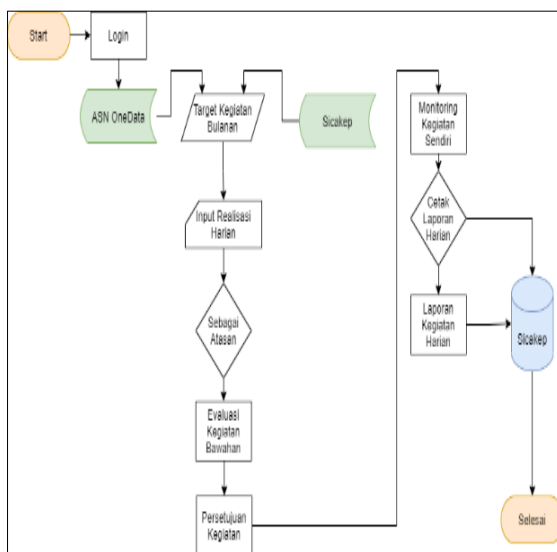 Start
Login
ASN OneData
Target Kegiatan
Bulanan
Sicakep
Input Realisasi
Harian
Sebagai
Atasan
Evaluasi
Kegiatan
Bawahan
Persetujuan
Kegiatan
Monitoring
Kegiatan
Sendiri
Cetak
Laporan
Harian
Laporan
Kegiatan
Harian
Sicakep
Selesai